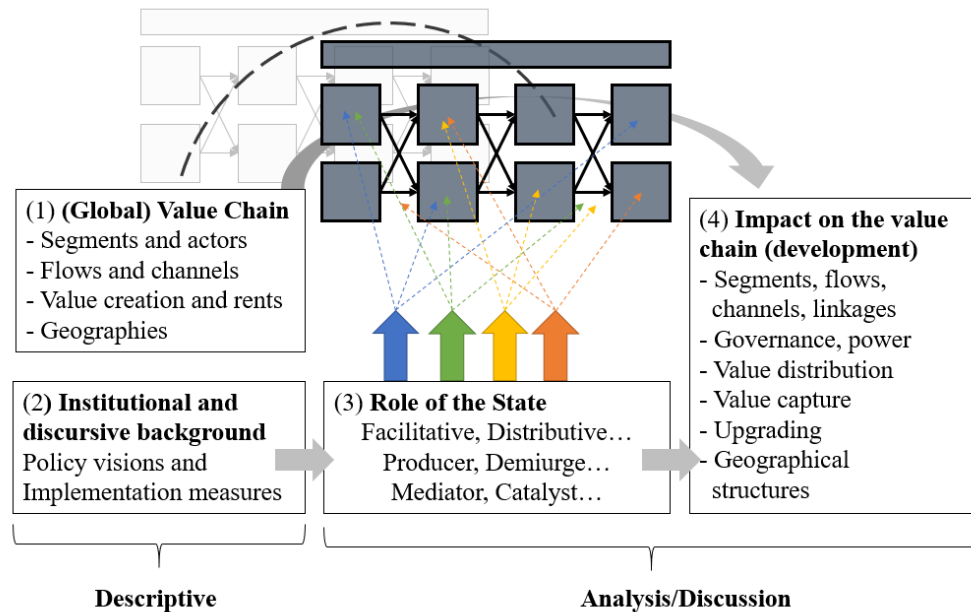 (1) (Global) Value Chain
- Segments and actors
- Flows and channels
- Value creation and rents
- Geographies
(2) Institutional and
discursive background
Policy visions and
Implementation measures
(3) Role of the State
Facilitative, Distributive…
Producer, Demiurge…
Mediator, Catalyst…
(4) Impact on the value
chain (development)
- Segments, flows,
channels, linkages
- Governance, power
- Value distribution
- Value capture
- Upgrading
- Geographical
structures
Descriptive
Analysis/Discussion